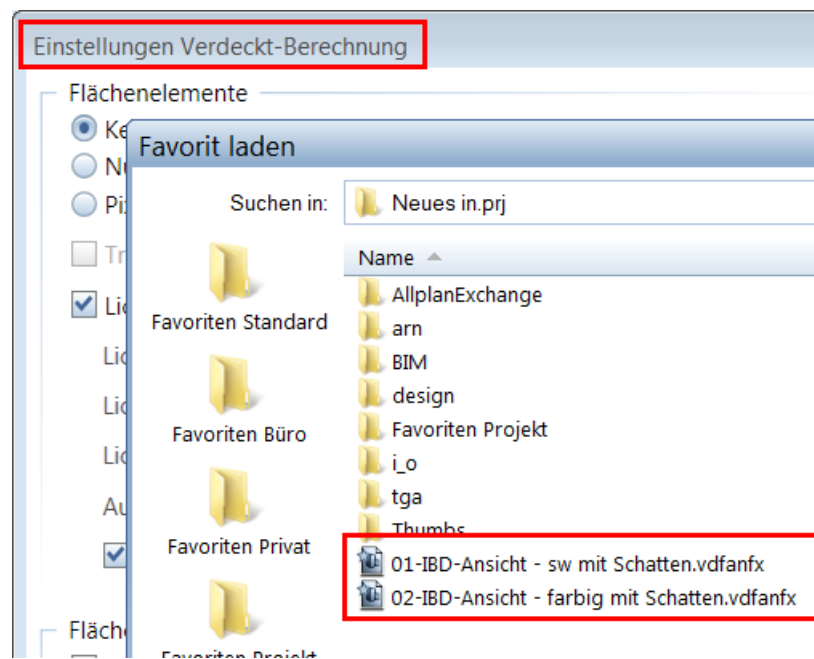 Einstellungen Verdeckt-Berechnung
Flächenelemente
Favorit laden
Suchen in:
Neues in.prj
Name
Favoriten Standard
Favoriten Büro
Favoriten Privat
Favoriten Projekt
AllplanExchange
arn
BIM
design
Favoriten Projekt
i_o
tga
Thumbs
01-IBD-Ansicht - sw mit Schatten.vdfanfx
02-IBD-Ansicht - farbig mit Schatten.vdfanfx